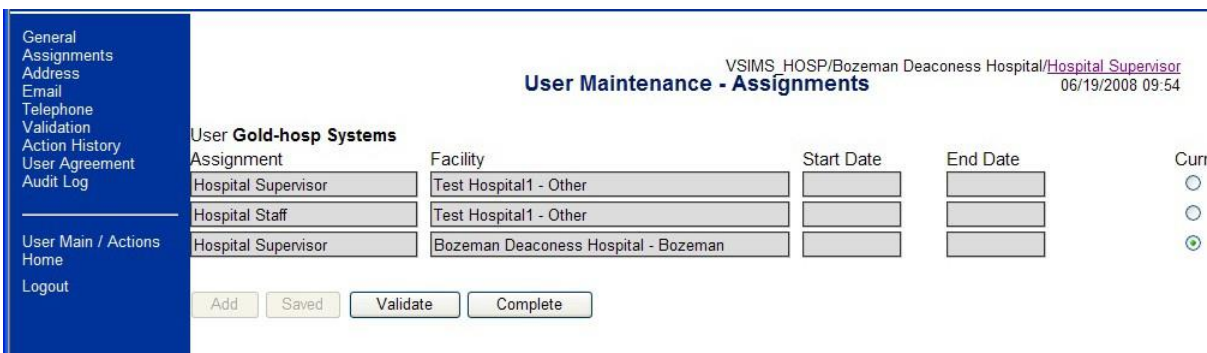 General
Assignments
Address
Email
Telephone
Validation
Action History
User Agreement
Audit Log
User Main / Actions
Home
Logout
VSIMS_HOSP/Bozeman Deaconess Hospital/Hospital Supervisor
User Maintenance - Assignments 06/19/2008 09:54
User Gold-hosp Systems
Assignment Facility Start Date End Date Curr
Hospital Supervisor Test Hospital1 - Other
Hospital Staff Test Hospital1 - Other
Hospital Supervisor Bozeman Deaconess Hospital - Bozeman
Add Saved Validate Complete